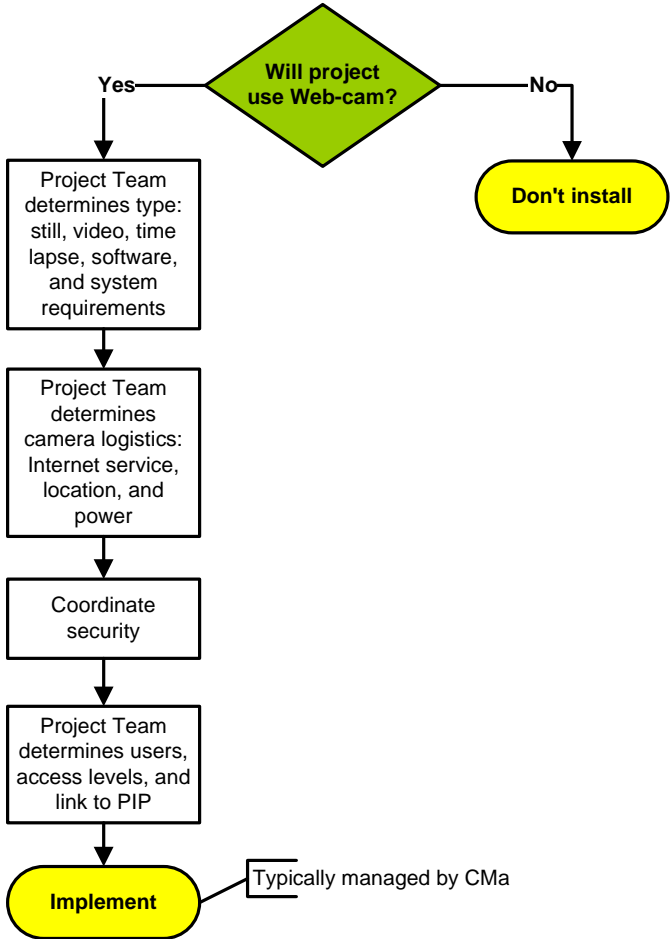 Will project
use Web-cam?
Yes
No
Project Team
determines type:
still, video, time
lapse, software,
and system
requirements
Don't install
Project Team
determines
camera logistics:
Internet service,
location, and
power
Coordinate
security
Project Team
determines users,
access levels, and
link to PIP
Implement
Typically managed by CMa